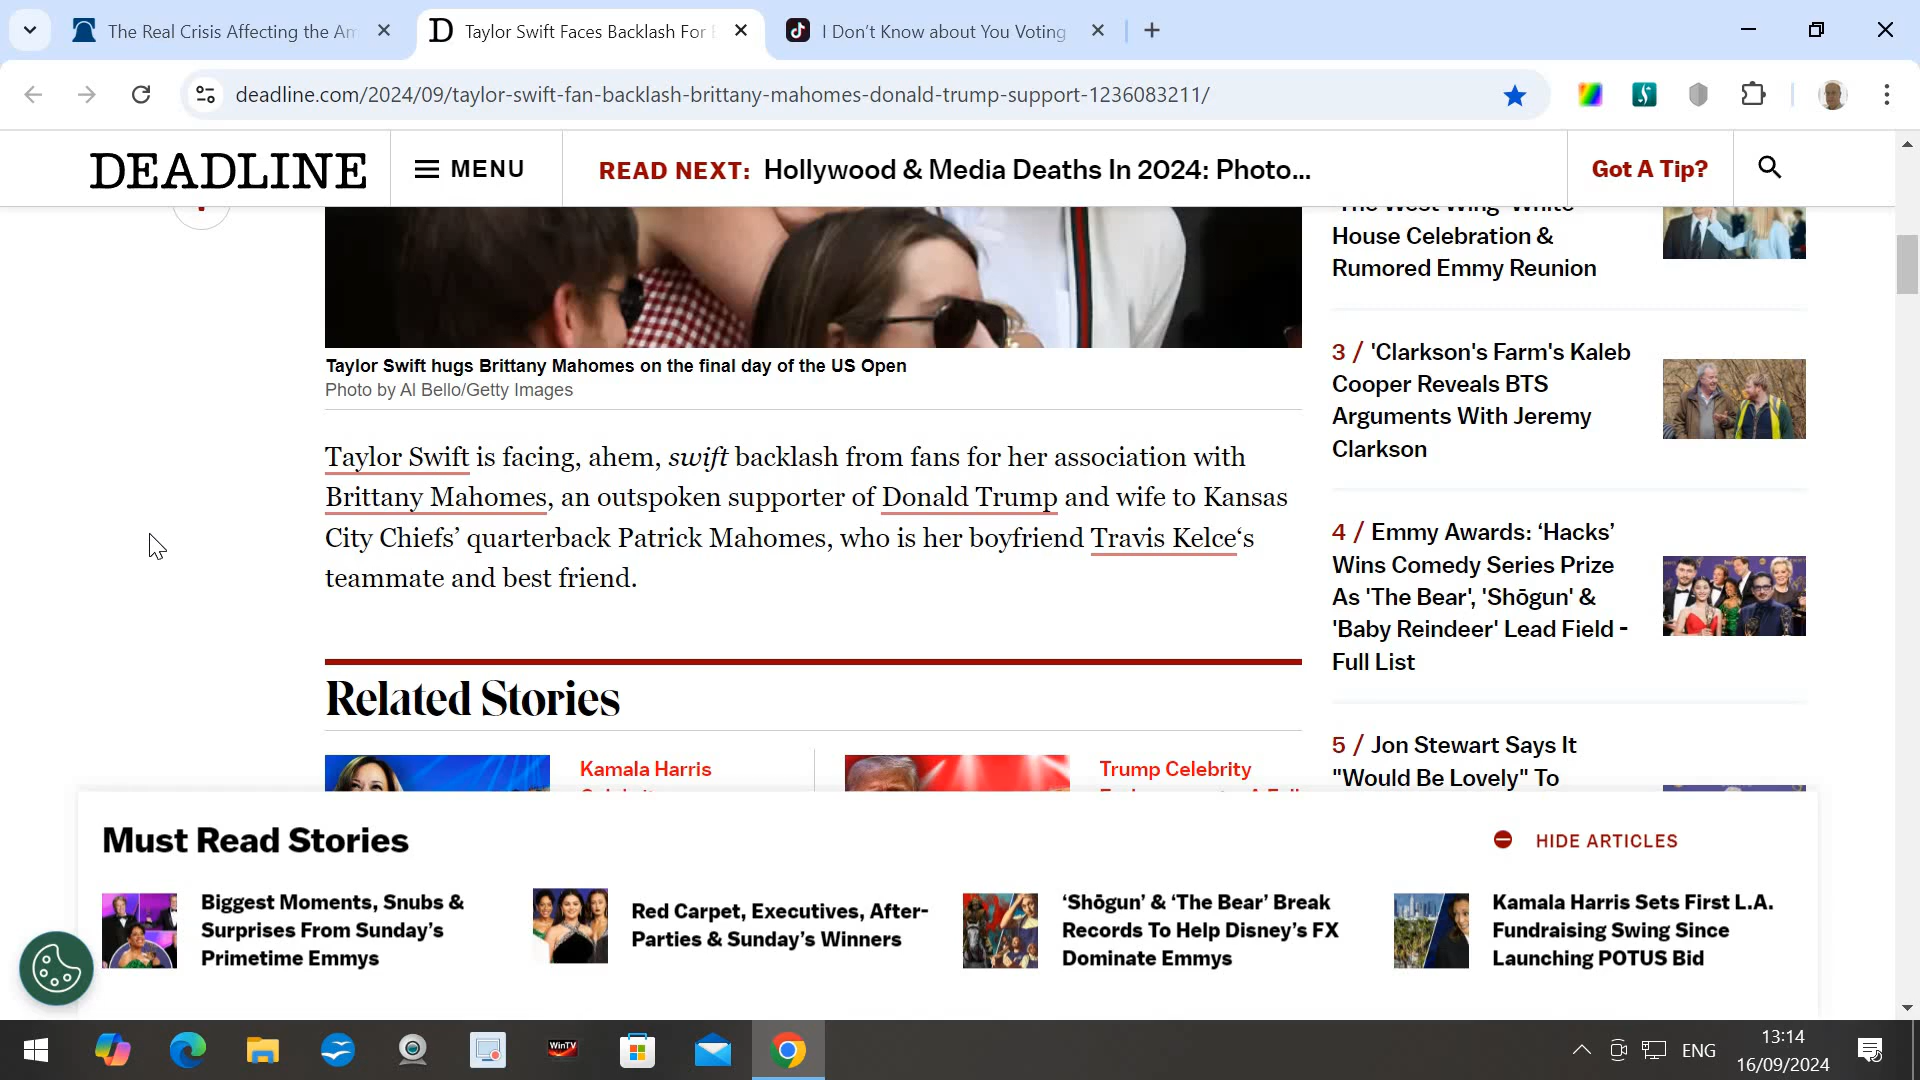 The Real Crisis Affecting the Am
Taylor Swift Faces Backlash For
I Don’t Know about You Voting
deadline.com/2024/09/taylor-swift-fan-backlash-brittany-mahomes-donald-trump-support-1236083211/
DEADLINE
MENU
READ NEXT: Hollywood & Media Deaths In 2024: Photo...
Got A Tip?
Taylor Swift hugs Brittany Mahomes on the final day of the US Open
Photo by Al Bello/Getty Images
Taylor Swift is facing, ahem, swift backlash from fans for her association with
Brittany Mahomes, an outspoken supporter of Donald Trump and wife to Kansas
City Chiefs’ quarterback Patrick Mahomes, who is her boyfriend Travis Kelce‘s
teammate and best friend.
Related Stories
Kamala Harris
Trump Celebrity
'The West Wing' White
House Celebration &
Rumored Emmy Reunion
3 / 'Clarkson's Farm's Kaleb
Cooper Reveals BTS
Arguments With Jeremy
Clarkson
4 / Emmy Awards: ‘Hacks’
Wins Comedy Series Prize
As 'The Bear', 'Shōgun' &
'Baby Reindeer' Lead Field -
Full List
5 / Jon Stewart Says It
"Would Be Lovely" To
Must Read Stories
HIDE ARTICLES
Biggest Moments, Snubs &
Surprises From Sunday’s
Primetime Emmys
Red Carpet, Executives, After-
Parties & Sunday’s Winners
‘Shōgun’ & ‘The Bear’ Break
Records To Help Disney’s FX
Dominate Emmys
Kamala Harris Sets First L.A.
Fundraising Swing Since
Launching POTUS Bid
WinTV
ENG
13:14
16/09/2024